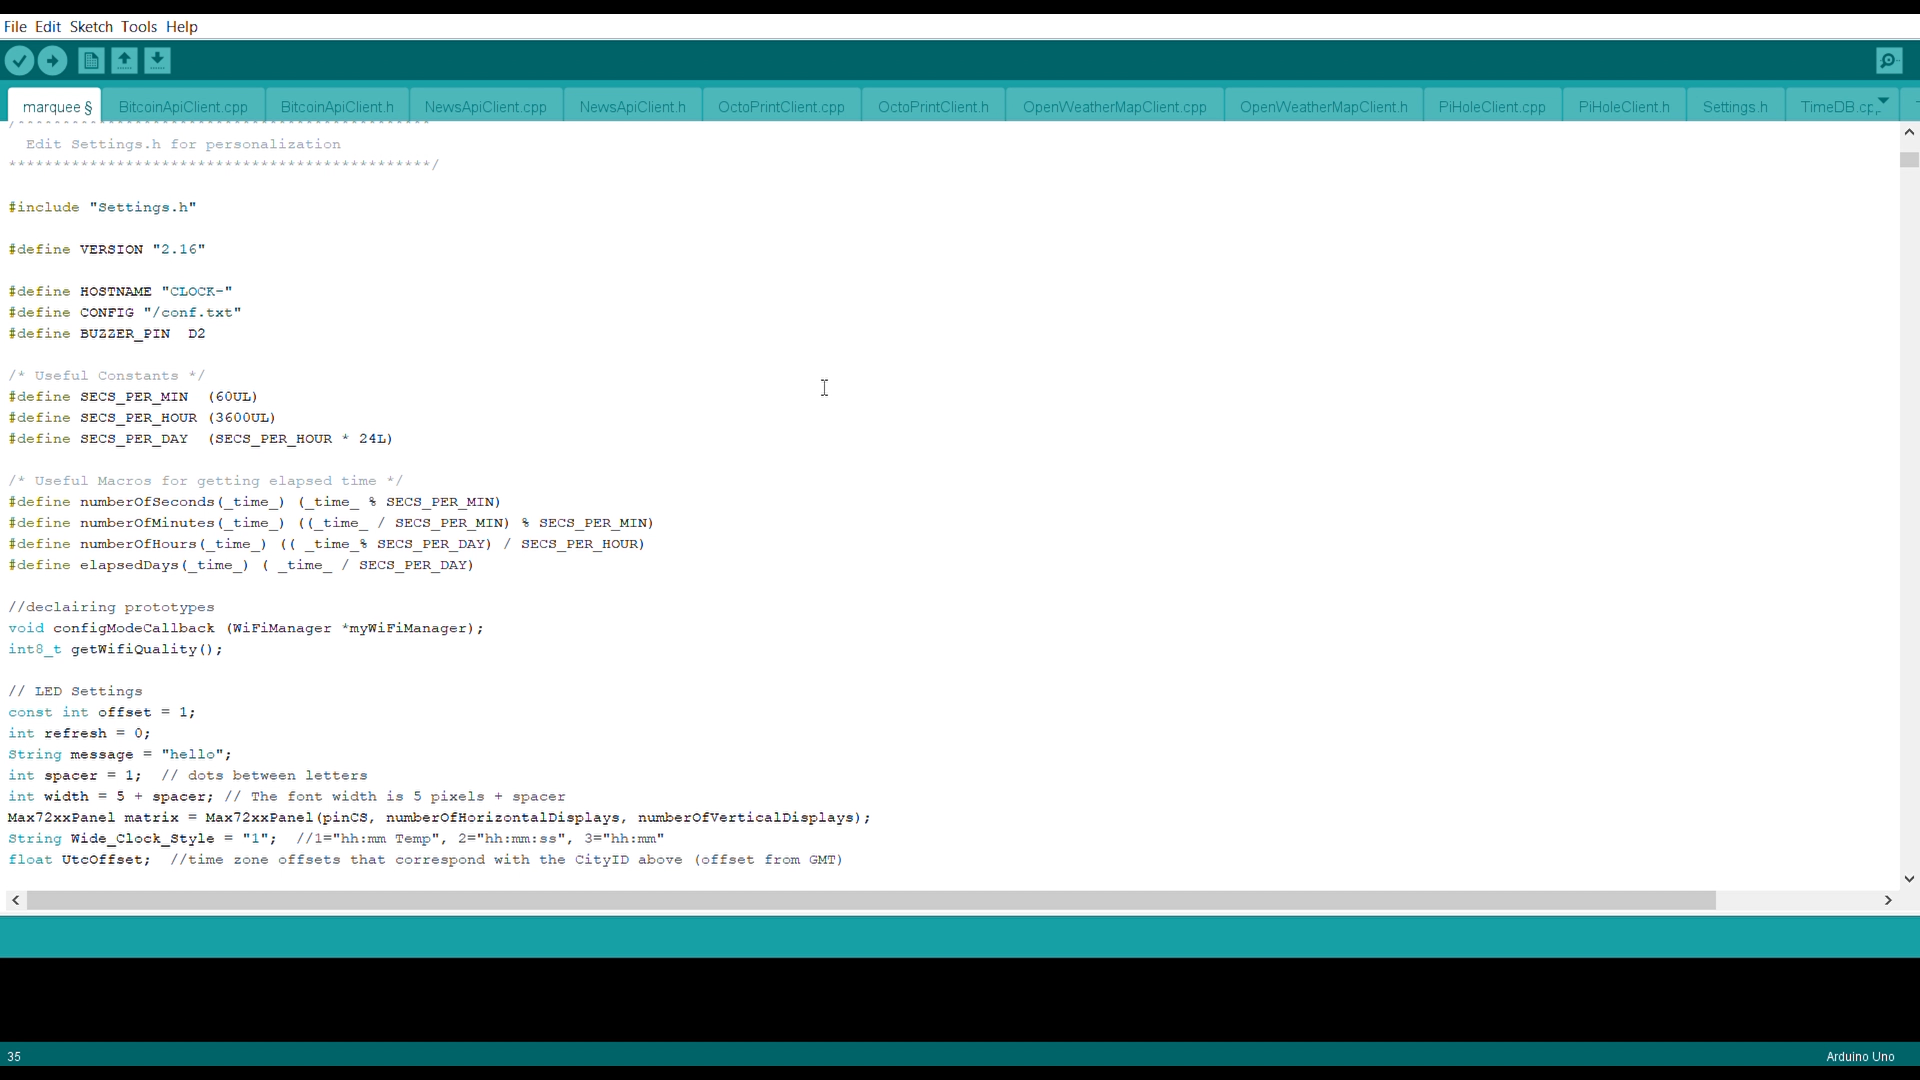 File Edit Sketch Tools Help
marquee § BitcoinApiClient.cpp BitcoinApiClient.h NewsApiClient.cpp NewsApiClient.h OctoPrintClient.cpp OctoPrintClient.h OpenWeatherMapClient.cpp OpenWeatherMapClient.h PiHoleClient.cpp PiHoleClient.h Settings.h
Edit Settings.h for personalization
***********************************************/
#include "Settings.h"
#define VERSION "2.16"
#define HOSTNAME "CLOCK-"
#define CONFIG "/conf.txt"
#define BUZZER_PIN  D2
/* Useful Constants */
#define SECS_PER_MIN  (60UL)
#define SECS_PER_HOUR (3600UL)
#define SECS_PER_DAY  (SECS_PER_HOUR * 24L)
/* Useful Macros for getting elapsed time */
#define numberOfSeconds(_time_) (_time_ % SECS_PER_MIN)
#define numberOfMinutes(_time_) ((_time_ / SECS_PER_MIN) % SECS_PER_MIN)
#define numberOfHours(_time_) (( _time_% SECS_PER_DAY) / SECS_PER_HOUR)
#define elapsedDays(_time_) ( _time_ / SECS_PER_DAY)
//declairing prototypes
void configModeCallback (WiFiManager *myWiFiManager);
int8_t getWifiQuality();
// LED Settings
const int offset = 1;
int refresh = 0;
String message = "hello";
int spacer = 1;  // dots between letters
int width = 5 + spacer; // The font width is 5 pixels + spacer
Max72xxPanel matrix = Max72xxPanel(pinCS, numberOfHorizontalDisplays, numberOfVerticalDisplays);
String Wide_Clock_Style = "1";  //1="hh:mm Temp", 2="hh:mm:ss", 3="hh:mm"
float UtcOffset;  //time zone offsets that correspond with the CityID above (offset from GMT)
35
Arduino Uno